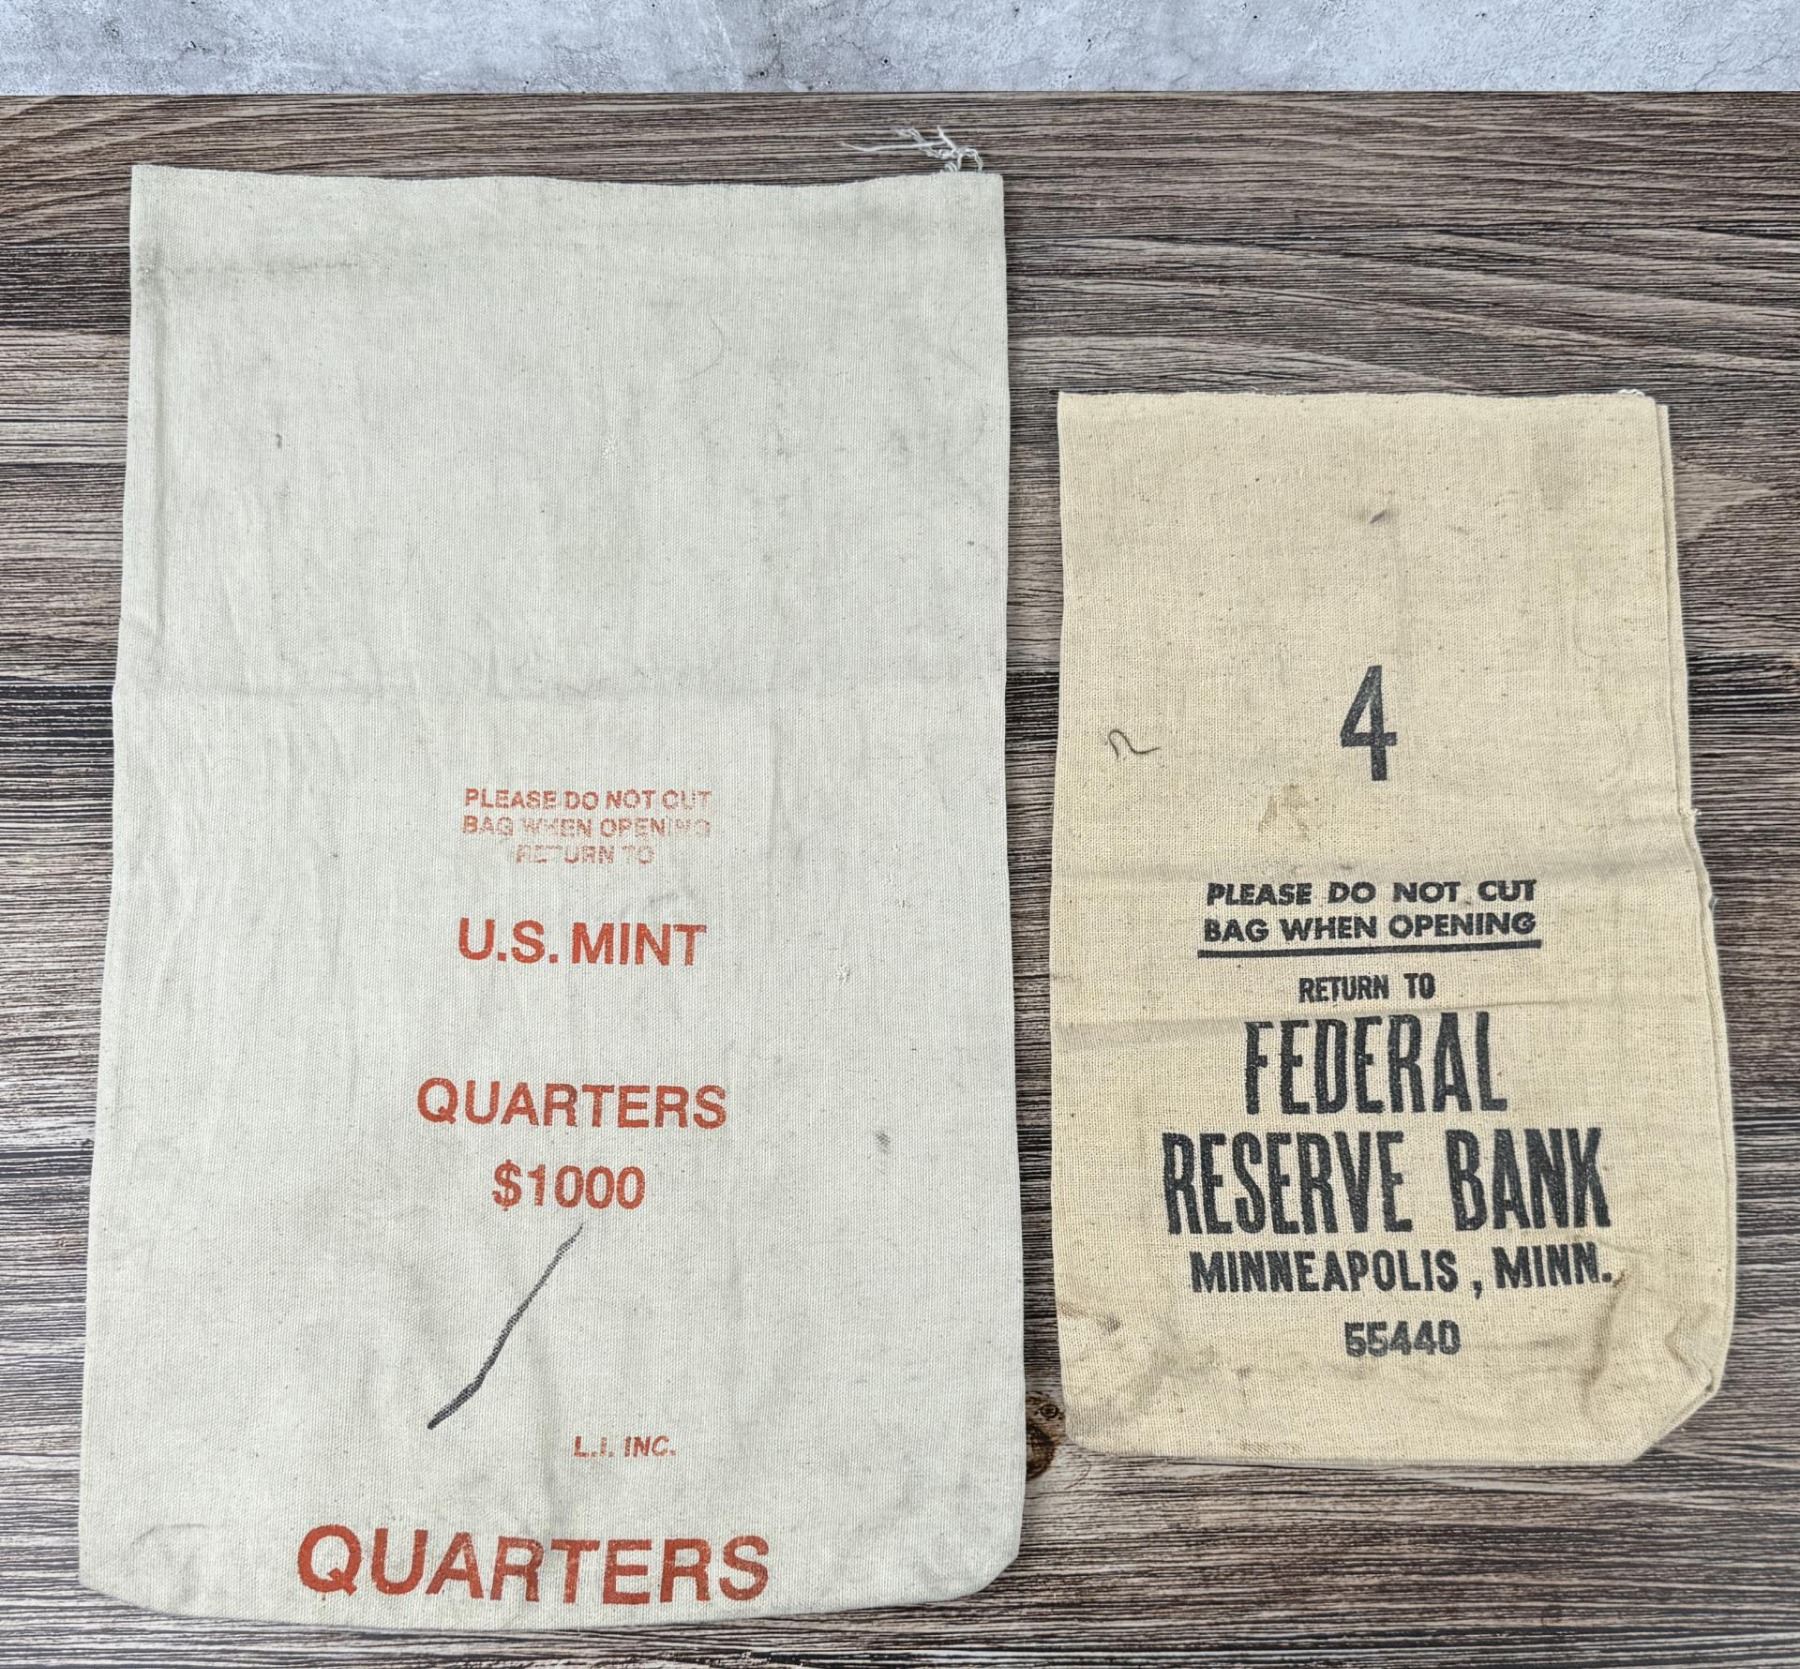 PLEASE DO NOT CUT
BAG WHEN OPENING
RETURN TO
U.S. MINT
QUARTERS
$1000
L.I. INC.
QUARTERS
4
PLEASE DO NOT CUT
BAG WHEN OPENING
RETURN TO
FEDERAL
RESERVE BANK
MINNEAPOLIS, MINN.
55440